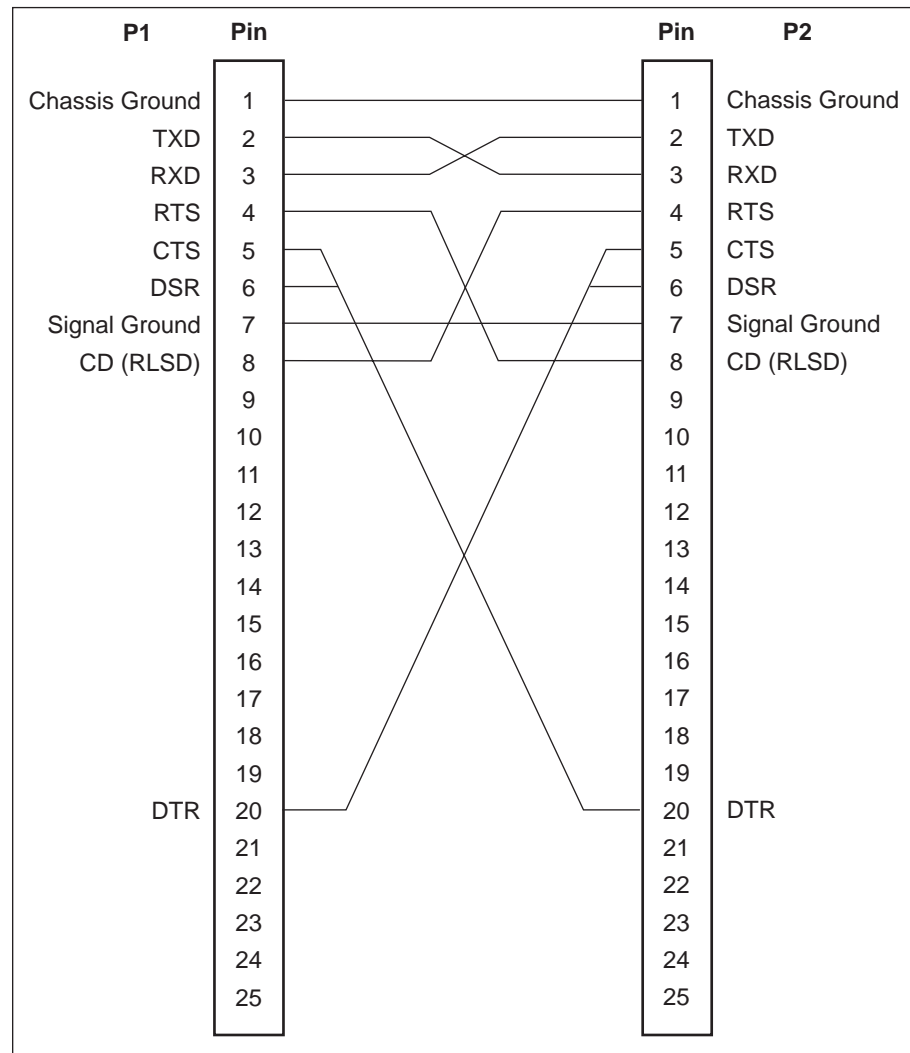 P1 Pin Pin P2
Chassis Ground 1 1 Chassis Ground
TXD 2 2 TXD
RXD 3 3 RXD
RTS 4 4 RTS
CTS 5 5 CTS
DSR 6 6 DSR
Signal Ground 7 7 Signal Ground
CD (RLSD) 8 8 CD (RLSD)
9 9
10 10
11 11
12 12
13 13
14 14
15 15
16 16
17 17
18 18
19 19
DTR 20 20 DTR
21 21
22 22
23 23
24 24
25 25